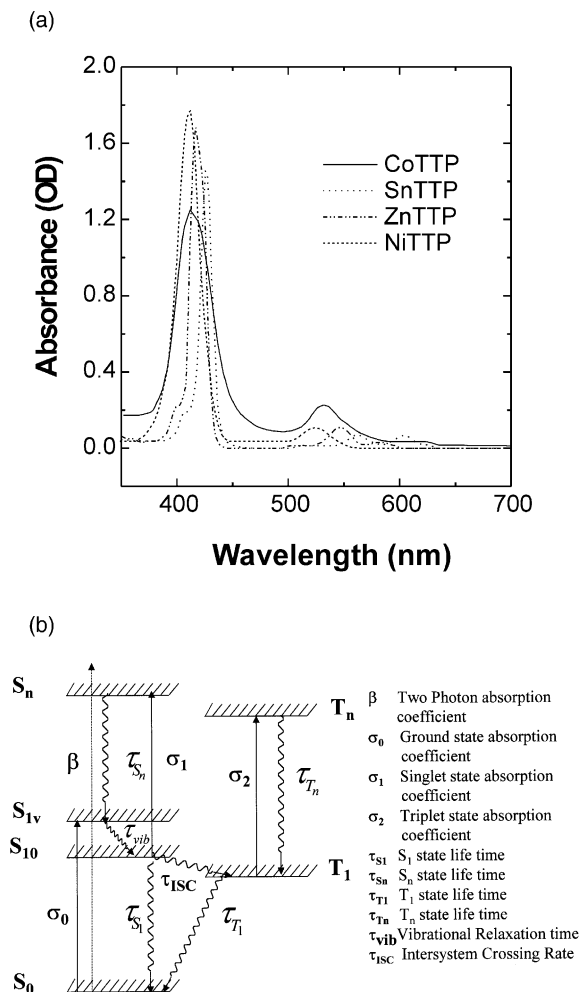 (a)
2.0
1.6
1.2
0.8
0.4
0.0
Absorbance (OD)
CoTTP
SnTTP
ZnTTP
NiTTP
400 500 600 700
Wavelength (nm)
(b)
Sn
S1v
S10
S0
β
τSn
σ1
τvib
σ0
τS1
τISC
τT1
Tn
σ2
τTn
T1
β Two Photon absorption
coefficient
σ0 Ground state absorption
coefficient
σ1 Singlet state absorption
coefficient
σ2 Triplet state absorption
coefficient
τS1 S1 state life time
τSn Sn state life time
τT1 T1 state life time
τTn Tn state life time
τvib Vibrational Relaxation time
τISC Intersystem Crossing Rate